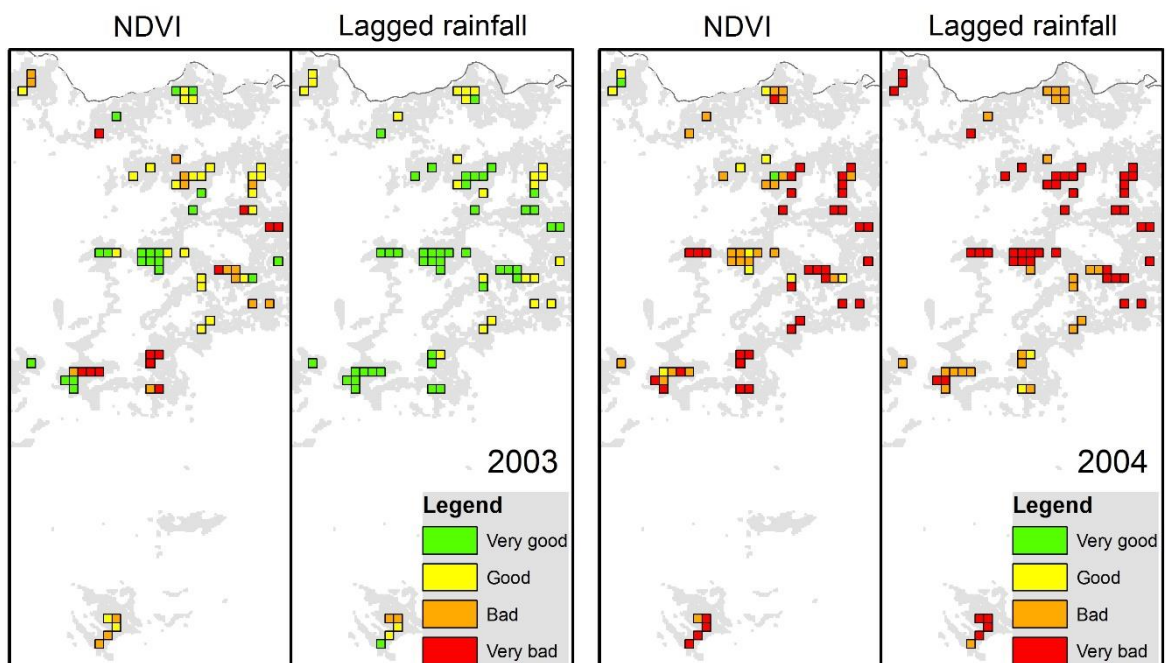 NDVI
Lagged rainfall
NDVI
Lagged rainfall
2003
Legend
Very good
Good
Bad
Very bad
2004
Legend
Very good
Good
Bad
Very bad